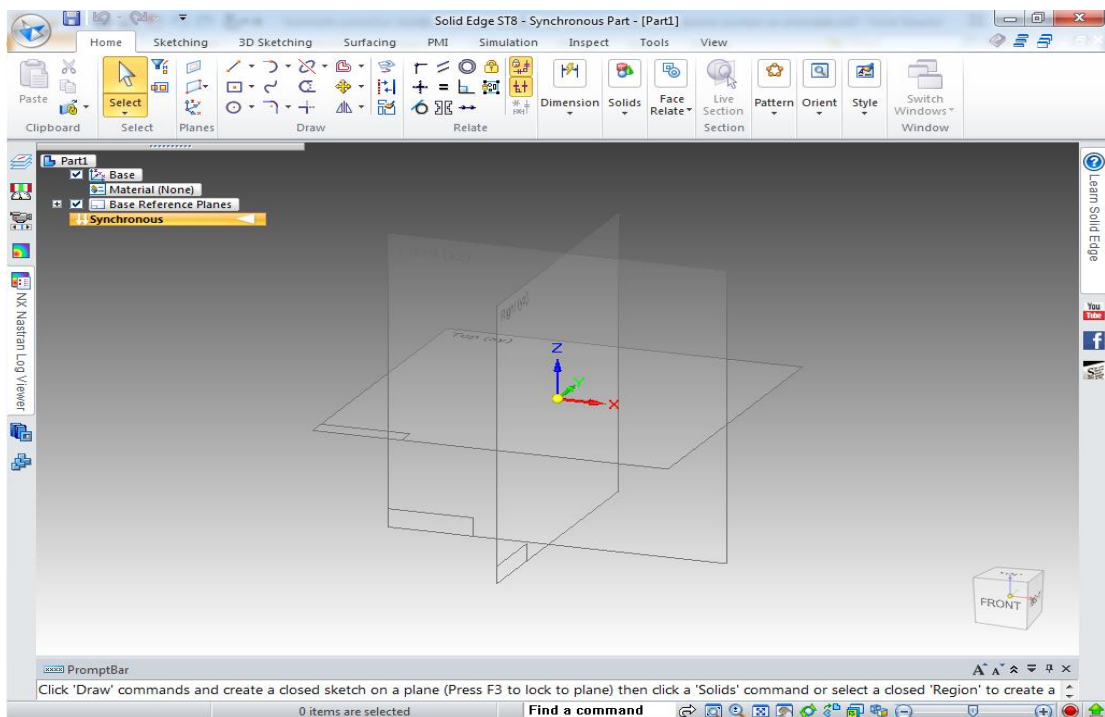 Solid Edge ST8 - Synchronous Part - [Part1]
Home Sketching 3D Sketching Surfacing PMI Simulation Inspect Tools View
Paste
Select
Dimension Solids Face Relate Live Section Pattern Orient Style Switch Windows
Clipboard Select Planes Draw Relate Section Window
Part1
Base
Material (None)
Base Reference Planes
Synchronous
NX Nastran Log Viewer
Learn Solid Edge
You Tube
f
Top (xy)
Z
Y
X
FRONT
PromptBar
Click 'Draw' commands and create a closed sketch on a plane (Press F3 to lock to plane) then click a 'Solids' command or select a closed 'Region' to create a
0 items are selected Find a command